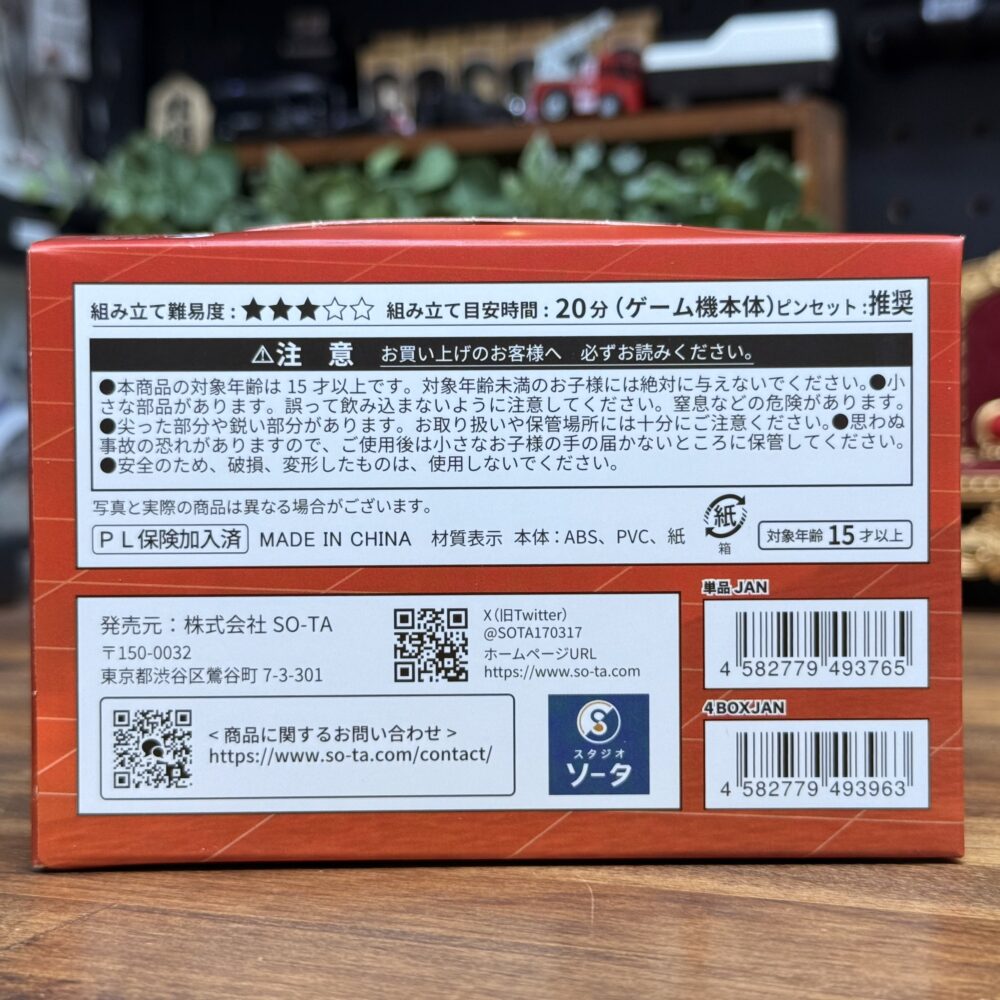 組み立て難易度：★★★☆☆ 組み立て目安時間：20分（ゲーム機本体）ピンセット：推奨
⚠注 意 お買い上げのお客様へ 必ずお読みください。
●本商品の対象年齢は 15 才以上です。対象年齢未満のお子様には絶対に与えないでください。●小
さな部品があります。誤って飲み込まないように注意してください。窒息などの危険があります。
●尖った部分や鋭い部分があります。お取り扱いや保管場所には十分にご注意ください。●思わぬ
事故の恐れがありますので、ご使用後は小さなお子様の手の届かないところに保管してください。
●安全のため、破損、変形したものは、使用しないでください。
写真と実際の商品は異なる場合がございます。
ＰＬ保険加入済 MADE IN CHINA 材質表示 本体：ABS、PVC、紙
紙
箱
対象年齢 15 才以上
発売元：株式会社 SO-TA
〒150-0032
東京都渋谷区鶯谷町 7-3-301
X（旧Twitter）
@SOTA170317
ホームページURL
https://www.so-ta.com
<商品に関するお問い合わせ>
https://www.so-ta.com/contact/
S
スタジオ
ソータ
単品JAN
4 582779 493765
4BOXJAN
4 582779 493963